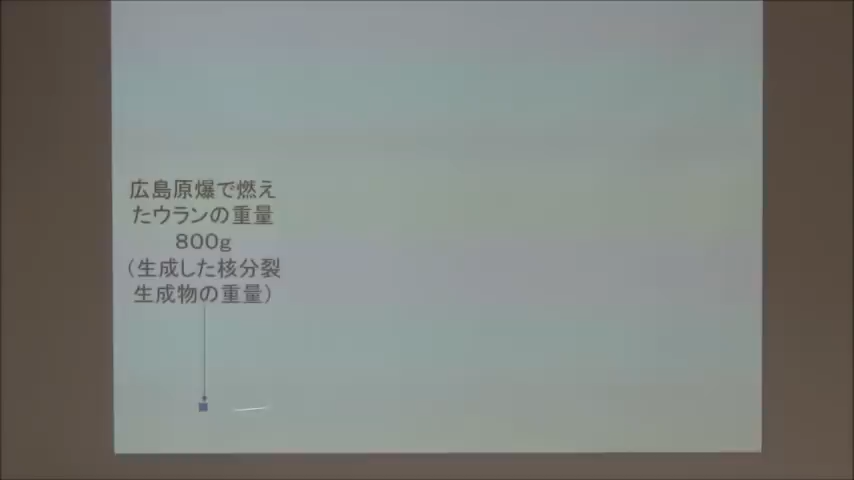 広島原爆で燃え
たウランの重量
800g
（生成した核分裂
生成物の重量）